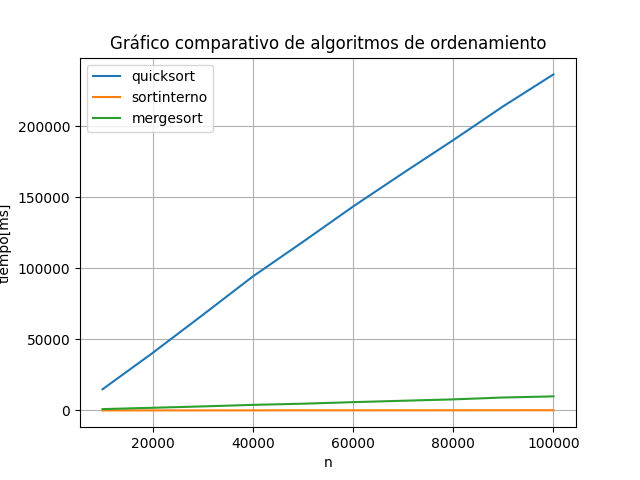 Gráfico comparativo de algoritmos de ordenamiento
quicksort
sortinterno
mergesort
200000
150000
100000
50000
0
tiempo[ms]
20000
40000
60000
80000
100000
n